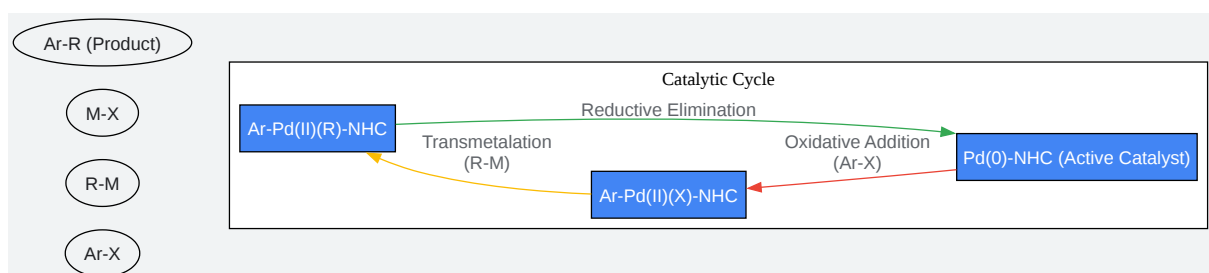 Ar-R (Product)
M-X
R-M
Ar-X
Catalytic Cycle
Reductive Elimination
Ar-Pd(II)(R)-NHC
Transmetalation
(R-M)
Oxidative Addition
(Ar-X)
Pd(0)-NHC (Active Catalyst)
Ar-Pd(II)(X)-NHC